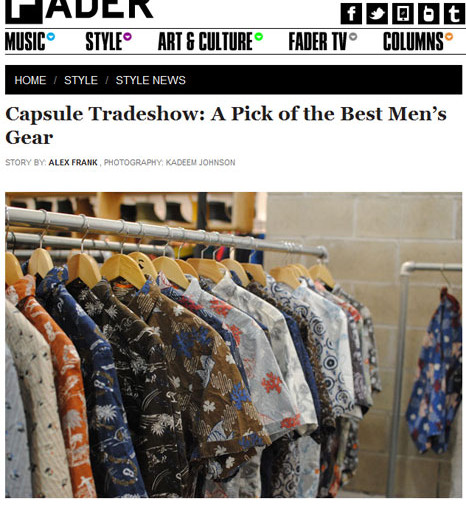 FADER
MUSIC STYLE ART & CULTURE FADER TV COLUMNS
HOME / STYLE / STYLE NEWS
Capsule Tradeshow: A Pick of the Best Men's
Gear
STORY BY: ALEX FRANK , PHOTOGRAPHY: KADEEM JOHNSON